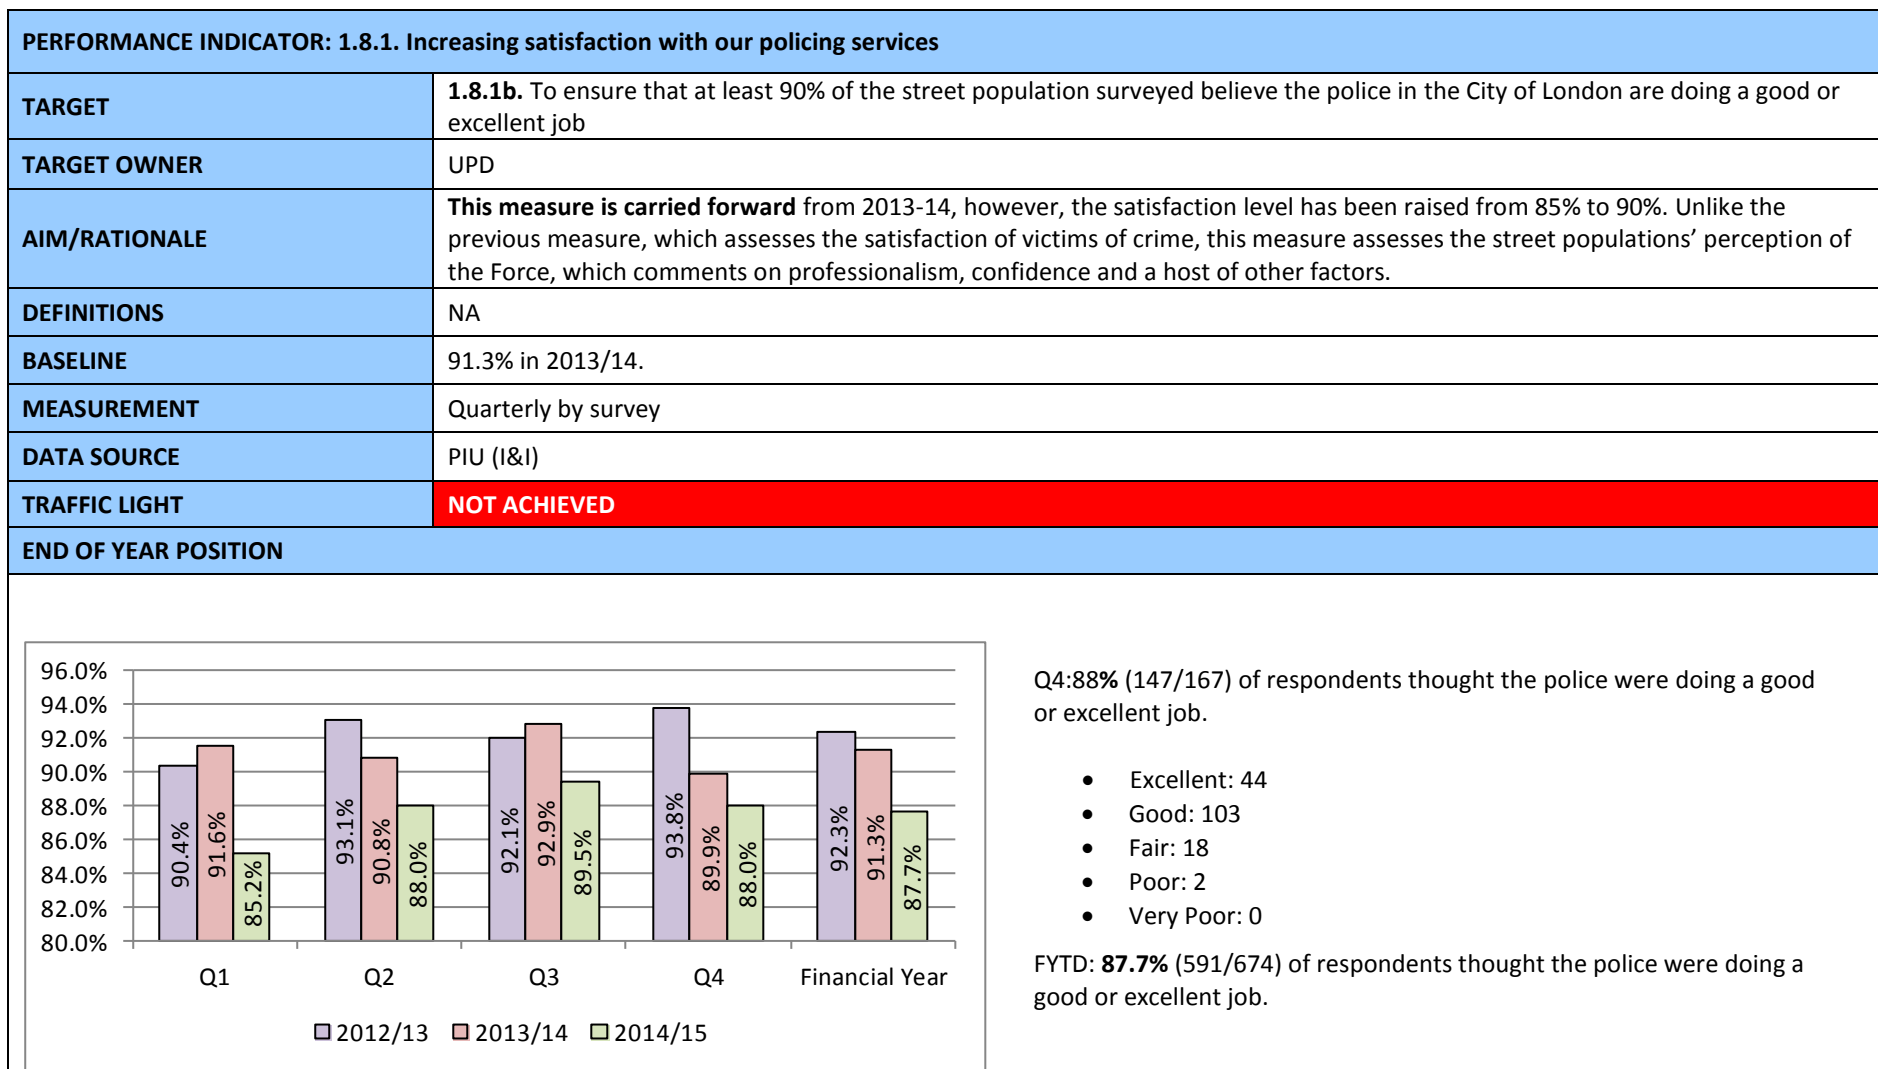 PERFORMANCE INDICATOR: 1.8.1. Increasing satisfaction with our policing services
TARGET
1.8.1b. To ensure that at least 90% of the street population surveyed believe the police in the City of London are doing a good or
excellent job
TARGET OWNER
UPD
AIM/RATIONALE
This measure is carried forward from 2013-14, however, the satisfaction level has been raised from 85% to 90%. Unlike the
previous measure, which assesses the satisfaction of victims of crime, this measure assesses the street populations’ perception of
the Force, which comments on professionalism, confidence and a host of other factors.
DEFINITIONS
NA
BASELINE
91.3% in 2013/14.
MEASUREMENT
Quarterly by survey
DATA SOURCE
PIU (I&I)
TRAFFIC LIGHT
NOT ACHIEVED
END OF YEAR POSITION
96.0%
94.0%
92.0%
90.0%
88.0%
86.0%
84.0%
82.0%
80.0%
90.4%
91.6%
85.2%
93.1%
90.8%
88.0%
92.1%
92.9%
89.5%
93.8%
89.9%
88.0%
92.3%
91.3%
87.7%
Q1
Q2
Q3
Q4
Financial Year
2012/13
2013/14
2014/15
Q4:88% (147/167) of respondents thought the police were doing a good
or excellent job.
• Excellent: 44
• Good: 103
• Fair: 18
• Poor: 2
• Very Poor: 0
FYTD: 87.7% (591/674) of respondents thought the police were doing a
good or excellent job.